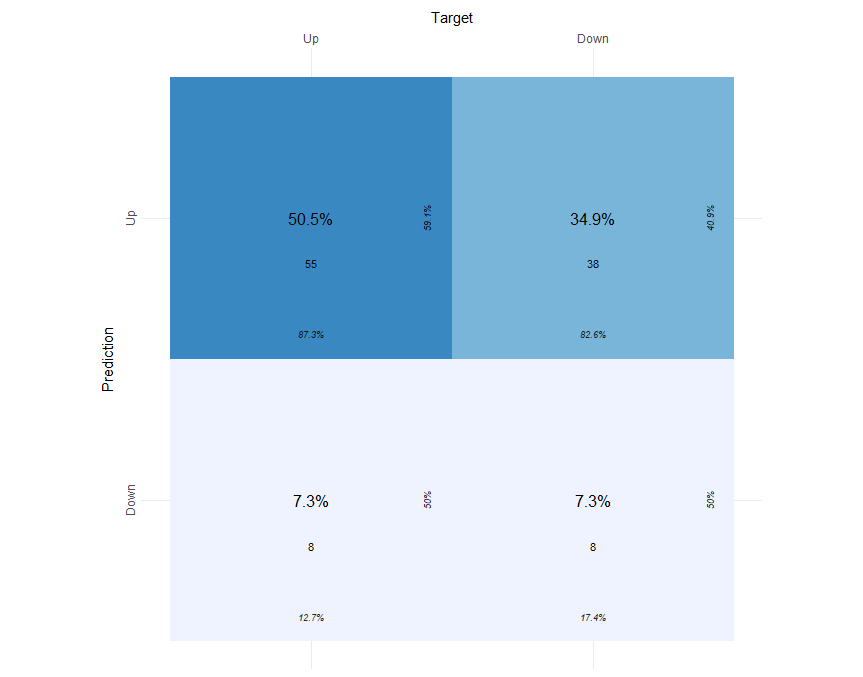 Target
Up
Down
Up
50.5%
59.1%
34.9%
40.9%
55
38
87.3%
82.6%
Prediction
Down
7.3%
50%
7.3%
50%
8
8
12.7%
17.4%